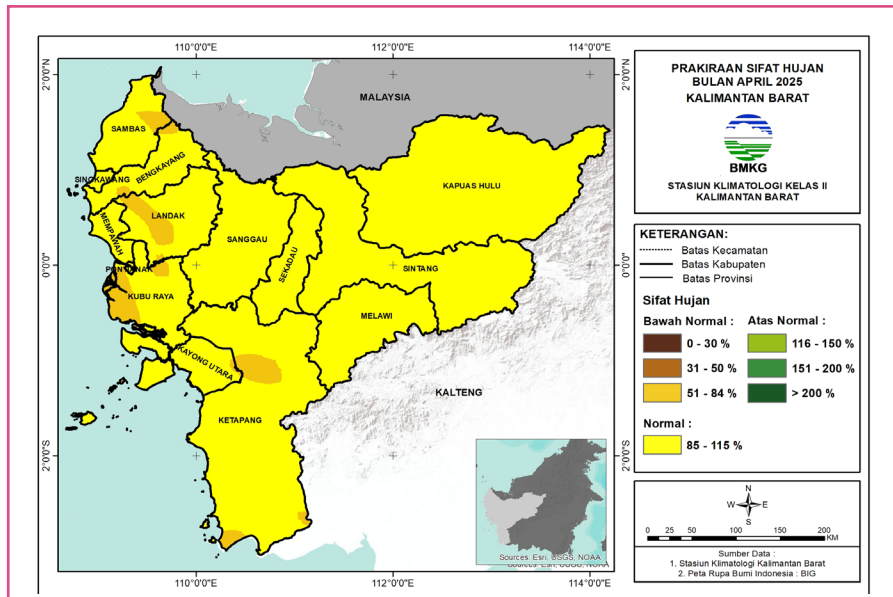 PRAKIRAAN SIFAT HUJAN
BULAN APRIL 2025
KALIMANTAN BARAT
BMKG
STASIUN KLIMATOLOGI KELAS II
KALIMANTAN BARAT
KETERANGAN:
Batas Kecamatan
Batas Kabupaten
Batas Provinsi
Sifat Hujan
Bawah Normal : Atas Normal :
0 - 30 % 116 - 150 %
31 - 50 % 151 - 200 %
51 - 84 % > 200 %
Normal :
85 - 115 %
N
W E
S
0 25 50 100 150 200
KM
Sumber Data :
1. Stasiun Klimatologi Kalimantan Barat
2. Peta Rupa Bumi Indonesia : BIG
110°0'0"E 112°0'0"E 114°0'0"E
2°0'0"N 2°0'0"N
0°0'0" 0°0'0"
2°0'0"S 2°0'0"S
110°0'0"E 112°0'0"E 114°0'0"E
MALAYSIA
SAMBAS
BENGKAYANG
SINGKAWANG
KAPUAS HULU
LANDAK
MEMPAWAH
SANGGAU
SEKADAU
SINTANG
PONTIANAK
KUBU RAYA
MELAWI
KAYONG UTARA
KALTENG
KETAPANG
Sources: Esri, USGS, NOAA
Sources: Esri, USGS, NOAA